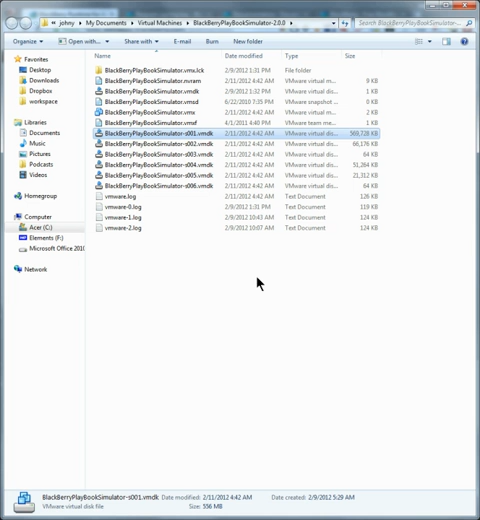 « johny ▸ My Documents ▸ Virtual Machines ▸ BlackBerryPlayBookSimulator-2.0.0 ▸ Search BlackBerryPlayBookSimulator-...
Organize Open with... Share with E-mail Burn New folder
Name Date modified Type Size
Favorites
Desktop
Downloads
Dropbox
workspace
Libraries
Documents
Music
Pictures
Podcasts
Videos
Homegroup
Computer
Acer (C:)
Elements (F:)
Microsoft Office 2010
Network
BlackBerryPlayBookSimulator.vmx.lck 2/9/2012 1:31 PM File folder
BlackBerryPlayBookSimulator.nvram 2/11/2012 4:42 AM VMware virtual m... 9 KB
BlackBerryPlayBookSimulator.vmdk 2/9/2012 1:32 PM VMware virtual dis... 1 KB
BlackBerryPlayBookSimulator.vmsd 6/22/2010 7:35 PM VMware snapshot ... 0 KB
BlackBerryPlayBookSimulator.vmx 2/11/2012 4:42 AM VMware virtual m... 2 KB
BlackBerryPlayBookSimulator.vmxf 4/1/2011 4:40 PM VMware team me... 1 KB
BlackBerryPlayBookSimulator-s001.vmdk 2/11/2012 4:42 AM VMware virtual dis... 569,728 KB
BlackBerryPlayBookSimulator-s002.vmdk 2/11/2012 4:42 AM VMware virtual dis... 66,176 KB
BlackBerryPlayBookSimulator-s003.vmdk 2/11/2012 4:42 AM VMware virtual dis... 64 KB
BlackBerryPlayBookSimulator-s004.vmdk 2/11/2012 4:42 AM VMware virtual dis... 51,264 KB
BlackBerryPlayBookSimulator-s005.vmdk 2/11/2012 4:42 AM VMware virtual dis... 21,312 KB
BlackBerryPlayBookSimulator-s006.vmdk 2/11/2012 4:42 AM VMware virtual dis... 64 KB
vmware.log 2/11/2012 4:42 AM Text Document 126 KB
vmware-0.log 2/9/2012 1:31 PM Text Document 119 KB
vmware-1.log 2/9/2012 10:43 AM Text Document 124 KB
vmware-2.log 2/9/2012 10:07 AM Text Document 124 KB
BlackBerryPlayBookSimulator-s001.vmdk Date modified: 2/11/2012 4:42 AM Date created: 2/9/2012 5:29 AM
VMware virtual disk file Size: 556 MB